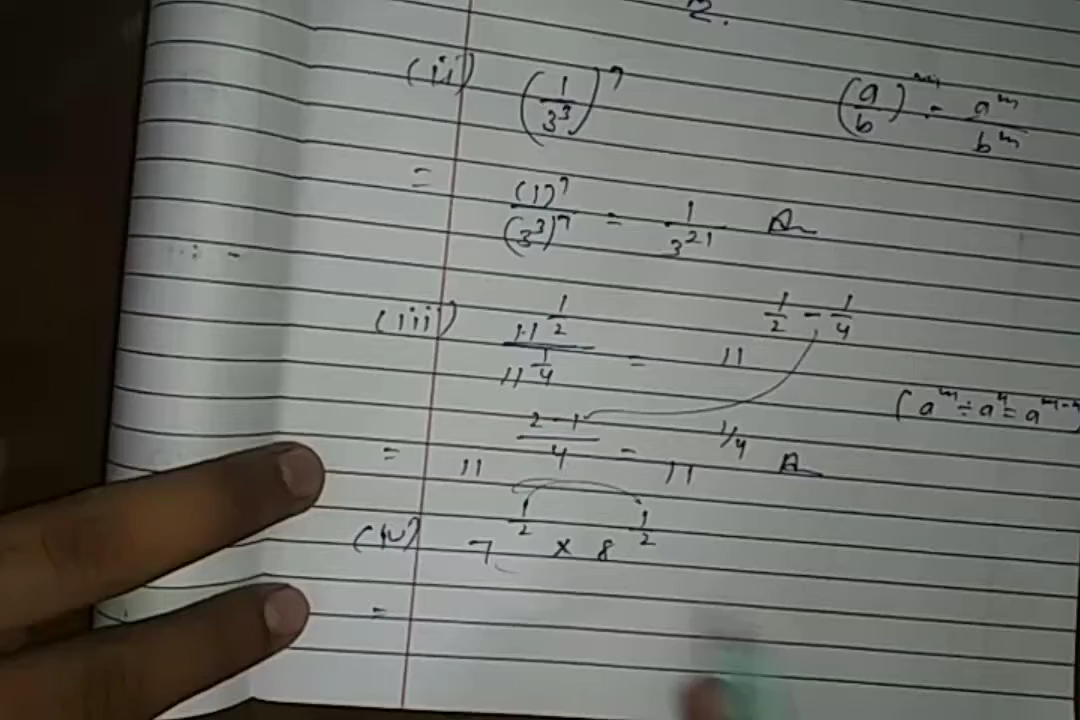 2.
(ii) (1/3³)⁷ (a/b)ᵐ = aᵐ/bᵐ
= (1)⁷/(3³)⁷ = 1/3²¹ A
(iii) 11^(1/2) / 11^(1/4) = 11^(1/2 - 1/4)
(aᵐ ÷ aⁿ = aᵐ⁻ⁿ)
= 11^((2-1)/4) = 11^(1/4) A
(iv) 7^(1/2) × 8^(1/2)
=